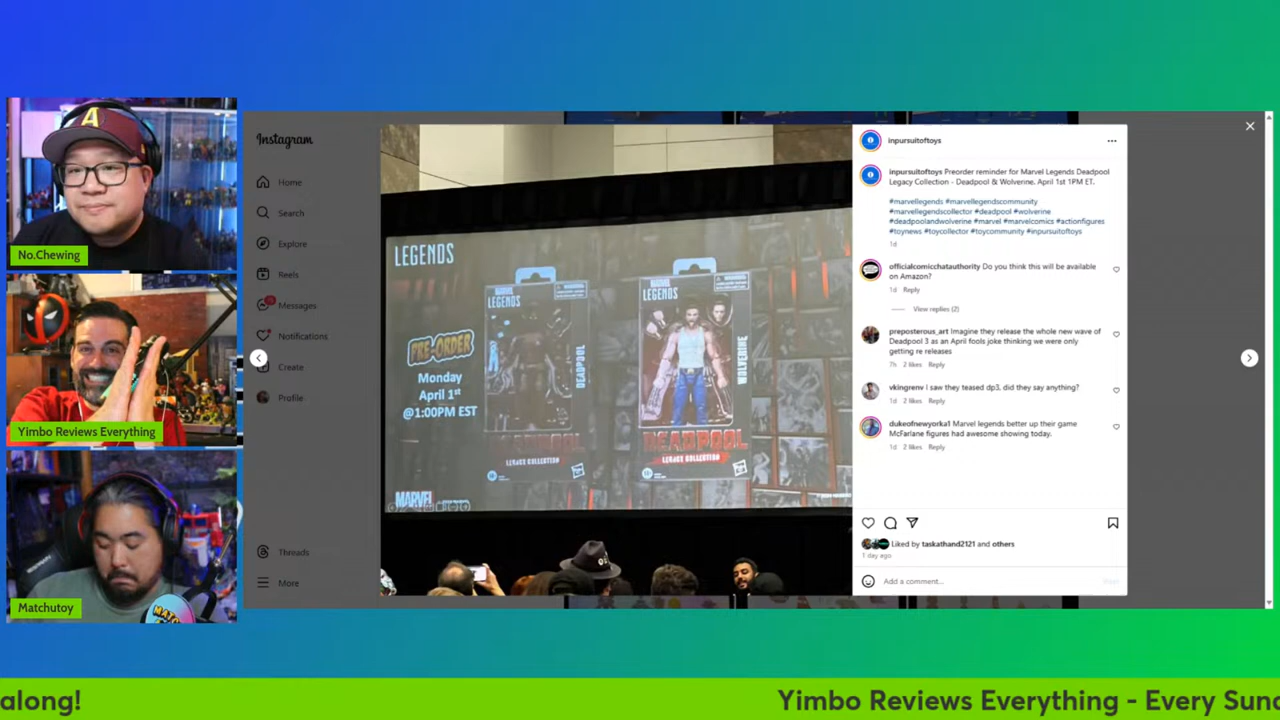 A
No.Chewing
Yimbo Reviews Everything
Matchutoy
Instagram
Home
Search
Explore
Reels
Messages
Notifications
Create
Profile
Threads
More
LEGENDS
PRE-ORDER
Monday
April 1st
@1:00PM EST
MARVEL
LEGENDS
DEADPOOL
DEADPOOL
LEGACY COLLECTION
LEGENDS
WOLVERINE
DEADPOOL
LEGACY COLLECTION
inpursuitoftoys
inpursuitoftoys Preorder reminder for Marvel Legends Deadpool
Legacy Collection - Deadpool & Wolverine. April 1st 1PM ET.
#marvellegends #marvellegendscommunity
#marvellegendscollector #deadpool #wolverine
#deadpoolandwolverine #marvel #marvelcomics #actionfigures
#toynews #toycollector #toycommunity #inpursuitoftoys
1d
officialcomicchatauthority Do you think this will be available
on Amazon?
1d Reply
View replies (2)
preposterous_art Imagine they release the whole new wave of
Deadpool 3 as an April fools joke thinking we were only
getting re releases
7h 2 likes Reply
vkingrenv I saw they teased dp3, did they say anything?
1d 2 likes Reply
dukeofnewyorka1 Marvel legends better up their game
McFarlane figures had awesome showing today.
1d 2 likes Reply
Liked by taskathand2121 and others
1 day ago
Add a comment...
Post
along!
Yimbo Reviews Everything - Every Sund